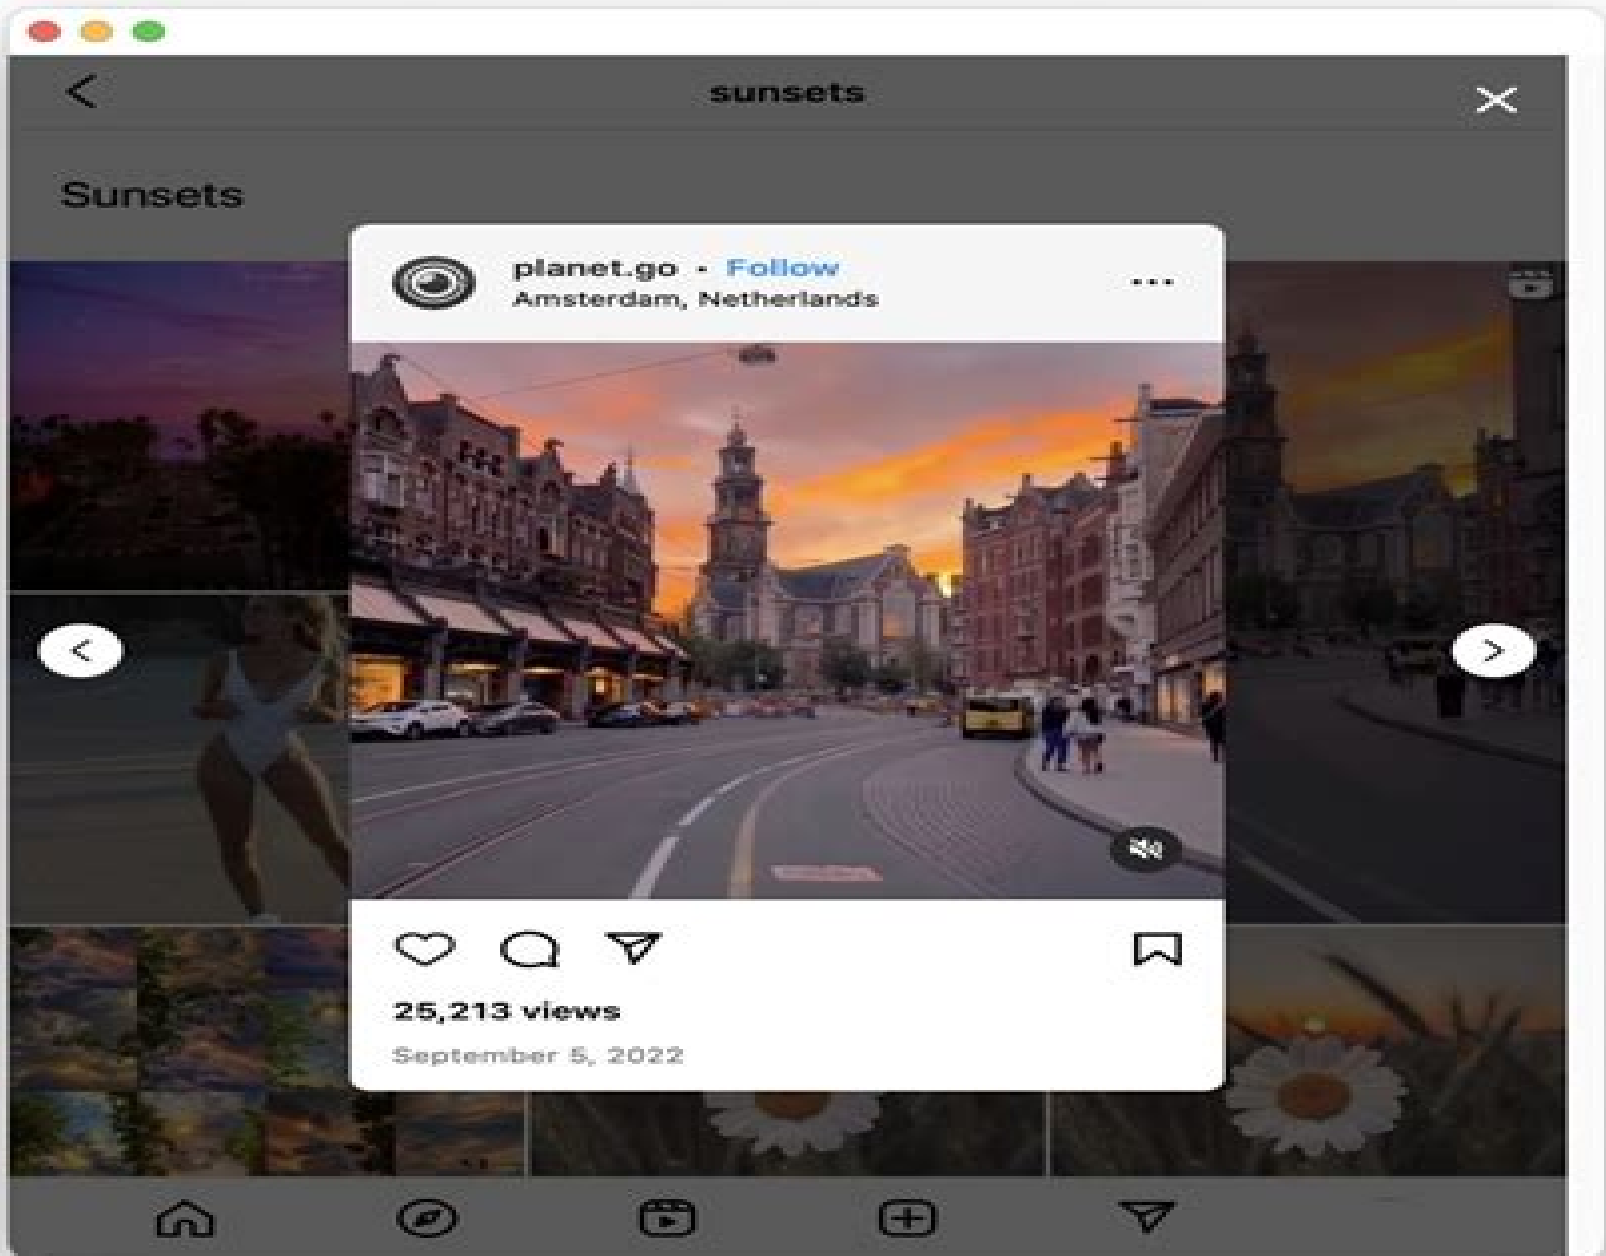 sunsets
Sunsets
planet.go • Follow
Amsterdam, Netherlands
25,213 views
September 5, 2022